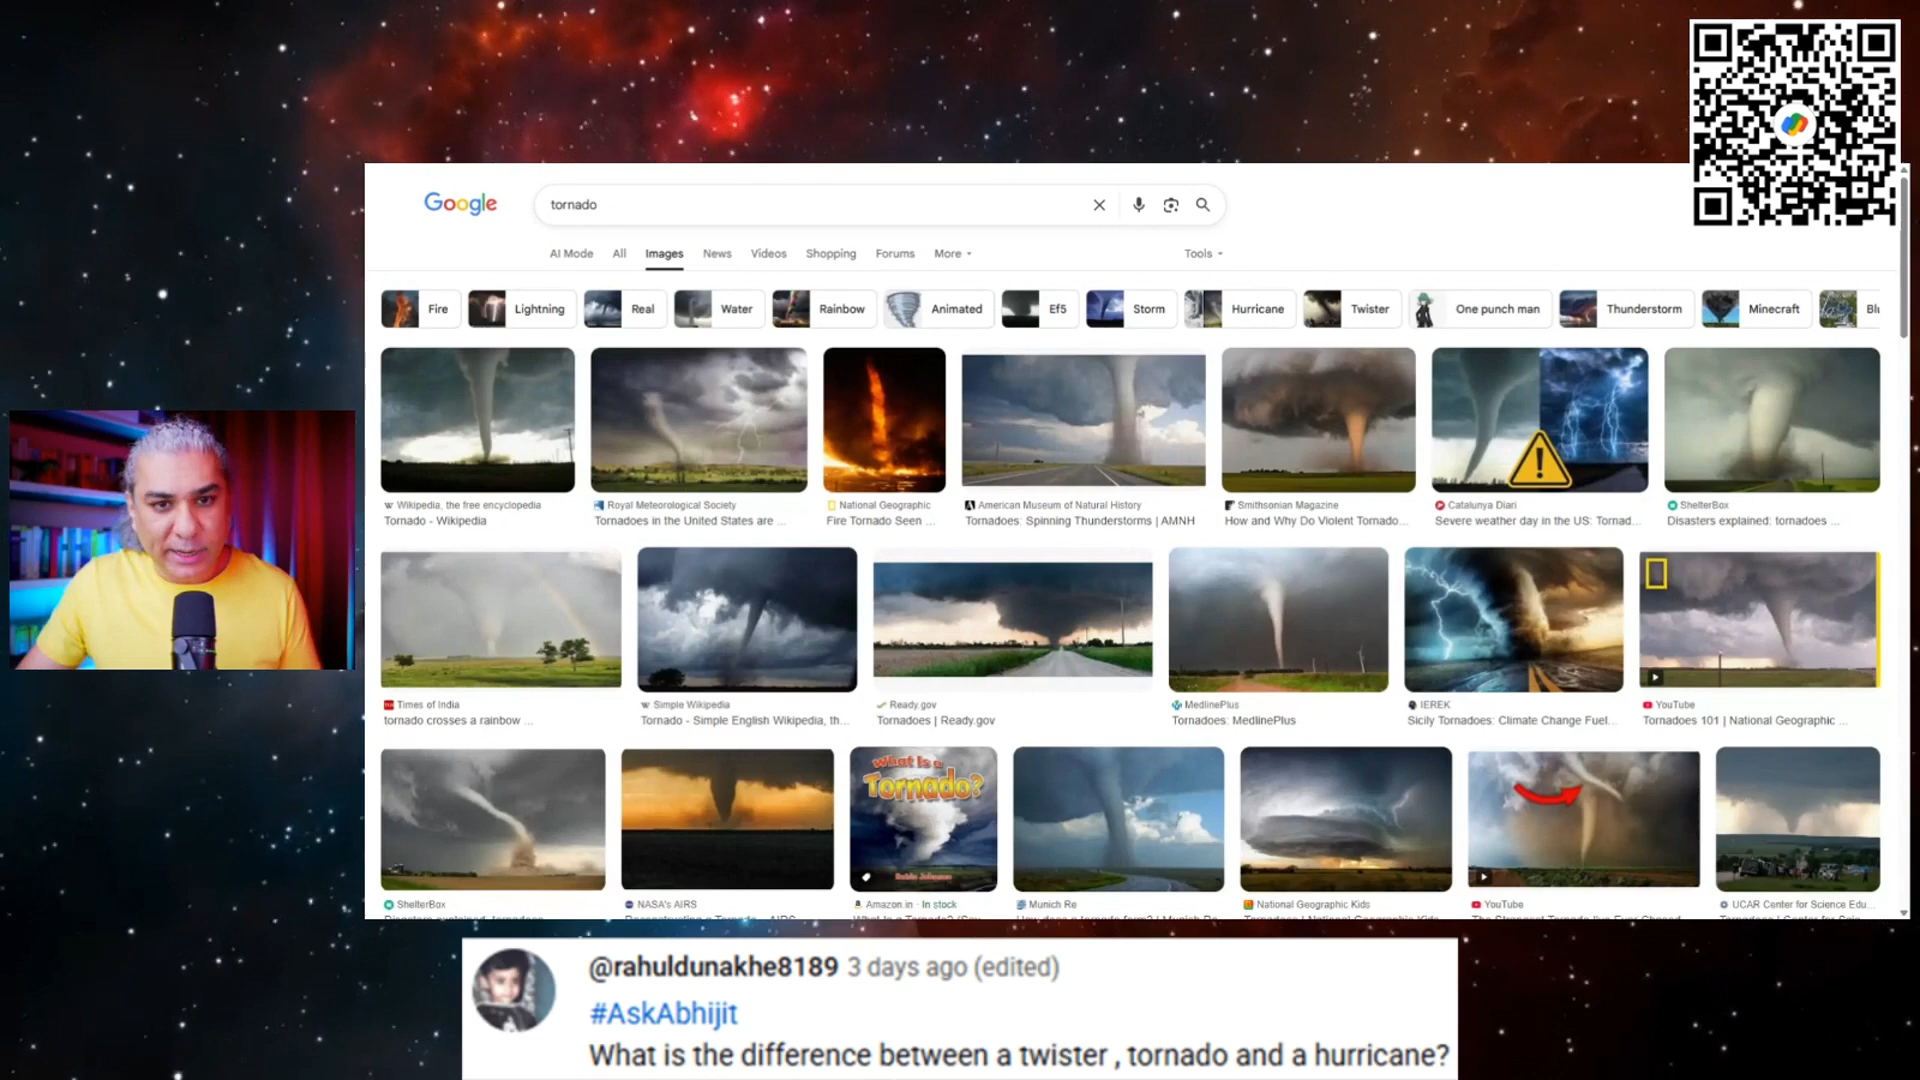 Google
tornado
AI Mode All Images News Videos Shopping Forums More Tools
Fire Lightning Real Water Rainbow Animated Ef5 Storm Hurricane Twister One punch man Thunderstorm Minecraft
Wikipedia, the free encyclopedia
Tornado - Wikipedia
Royal Meteorological Society
Tornadoes in the United States are ...
National Geographic
Fire Tornado Seen ...
American Museum of Natural History
Tornadoes: Spinning Thunderstorms | AMNH
Smithsonian Magazine
How and Why Do Violent Tornado...
Catalunya Diari
Severe weather day in the US: Tornad...
ShelterBox
Disasters explained: tornadoes ...
Times of India
tornado crosses a rainbow ...
Simple Wikipedia
Tornado - Simple English Wikipedia, th...
Ready.gov
Tornadoes | Ready.gov
MedlinePlus
Tornadoes: MedlinePlus
IEREK
Sicily Tornadoes: Climate Change Fuel...
YouTube
Tornadoes 101 | National Geographic ...
What Is a
Tornado?
ShelterBox
NASA's AIRS
Amazon.in · In stock
Munich Re
National Geographic Kids
YouTube
UCAR Center for Science Edu...
@rahuldunakhe8189 3 days ago (edited)
#AskAbhijit
What is the difference between a twister , tornado and a hurricane?